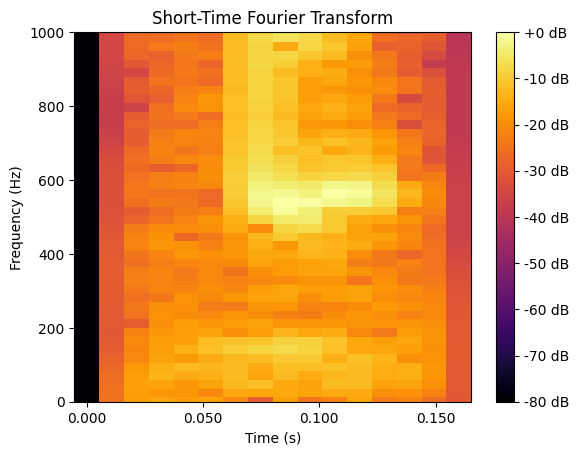 Short-Time Fourier Transform
1000
800
600
400
200
0
Frequency (Hz)
0.000
0.050
0.100
0.150
Time (s)
+0 dB
-10 dB
-20 dB
-30 dB
-40 dB
-50 dB
-60 dB
-70 dB
-80 dB